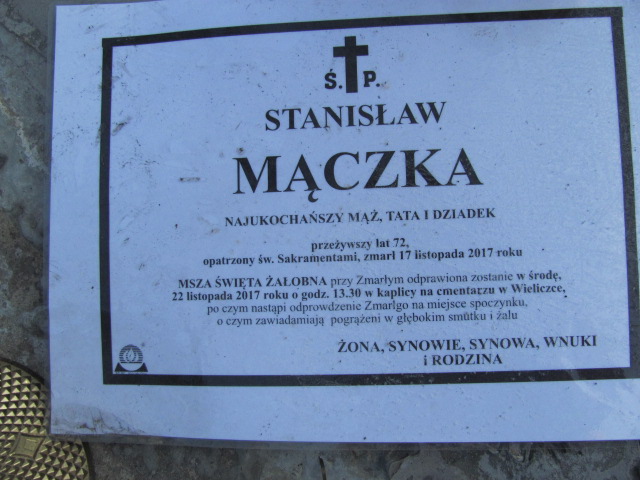 Ś. P.
STANISŁAW
MĄCZKA
NAJUKOCHAŃSZY MĄŻ, TATA I DZIADEK
przeżywszy lat 72,
opatrzony św. Sakramentami, zmarł 17 listopada 2017 roku
MSZA ŚWIĘTA ŻAŁOBNA przy Zmarłym odprawiona zostanie w środę,
22 listopada 2017 roku o godz. 13.30 w kaplicy na cmentarzu w Wieliczce,
po czym nastąpi odprowdzenie Zmarlgo na miejsce spoczynku,
o czym zawiadamiają pogrążeni w głębokim smutku i żalu
ŻONA, SYNOWIE, SYNOWA, WNUKI
i RODZINA